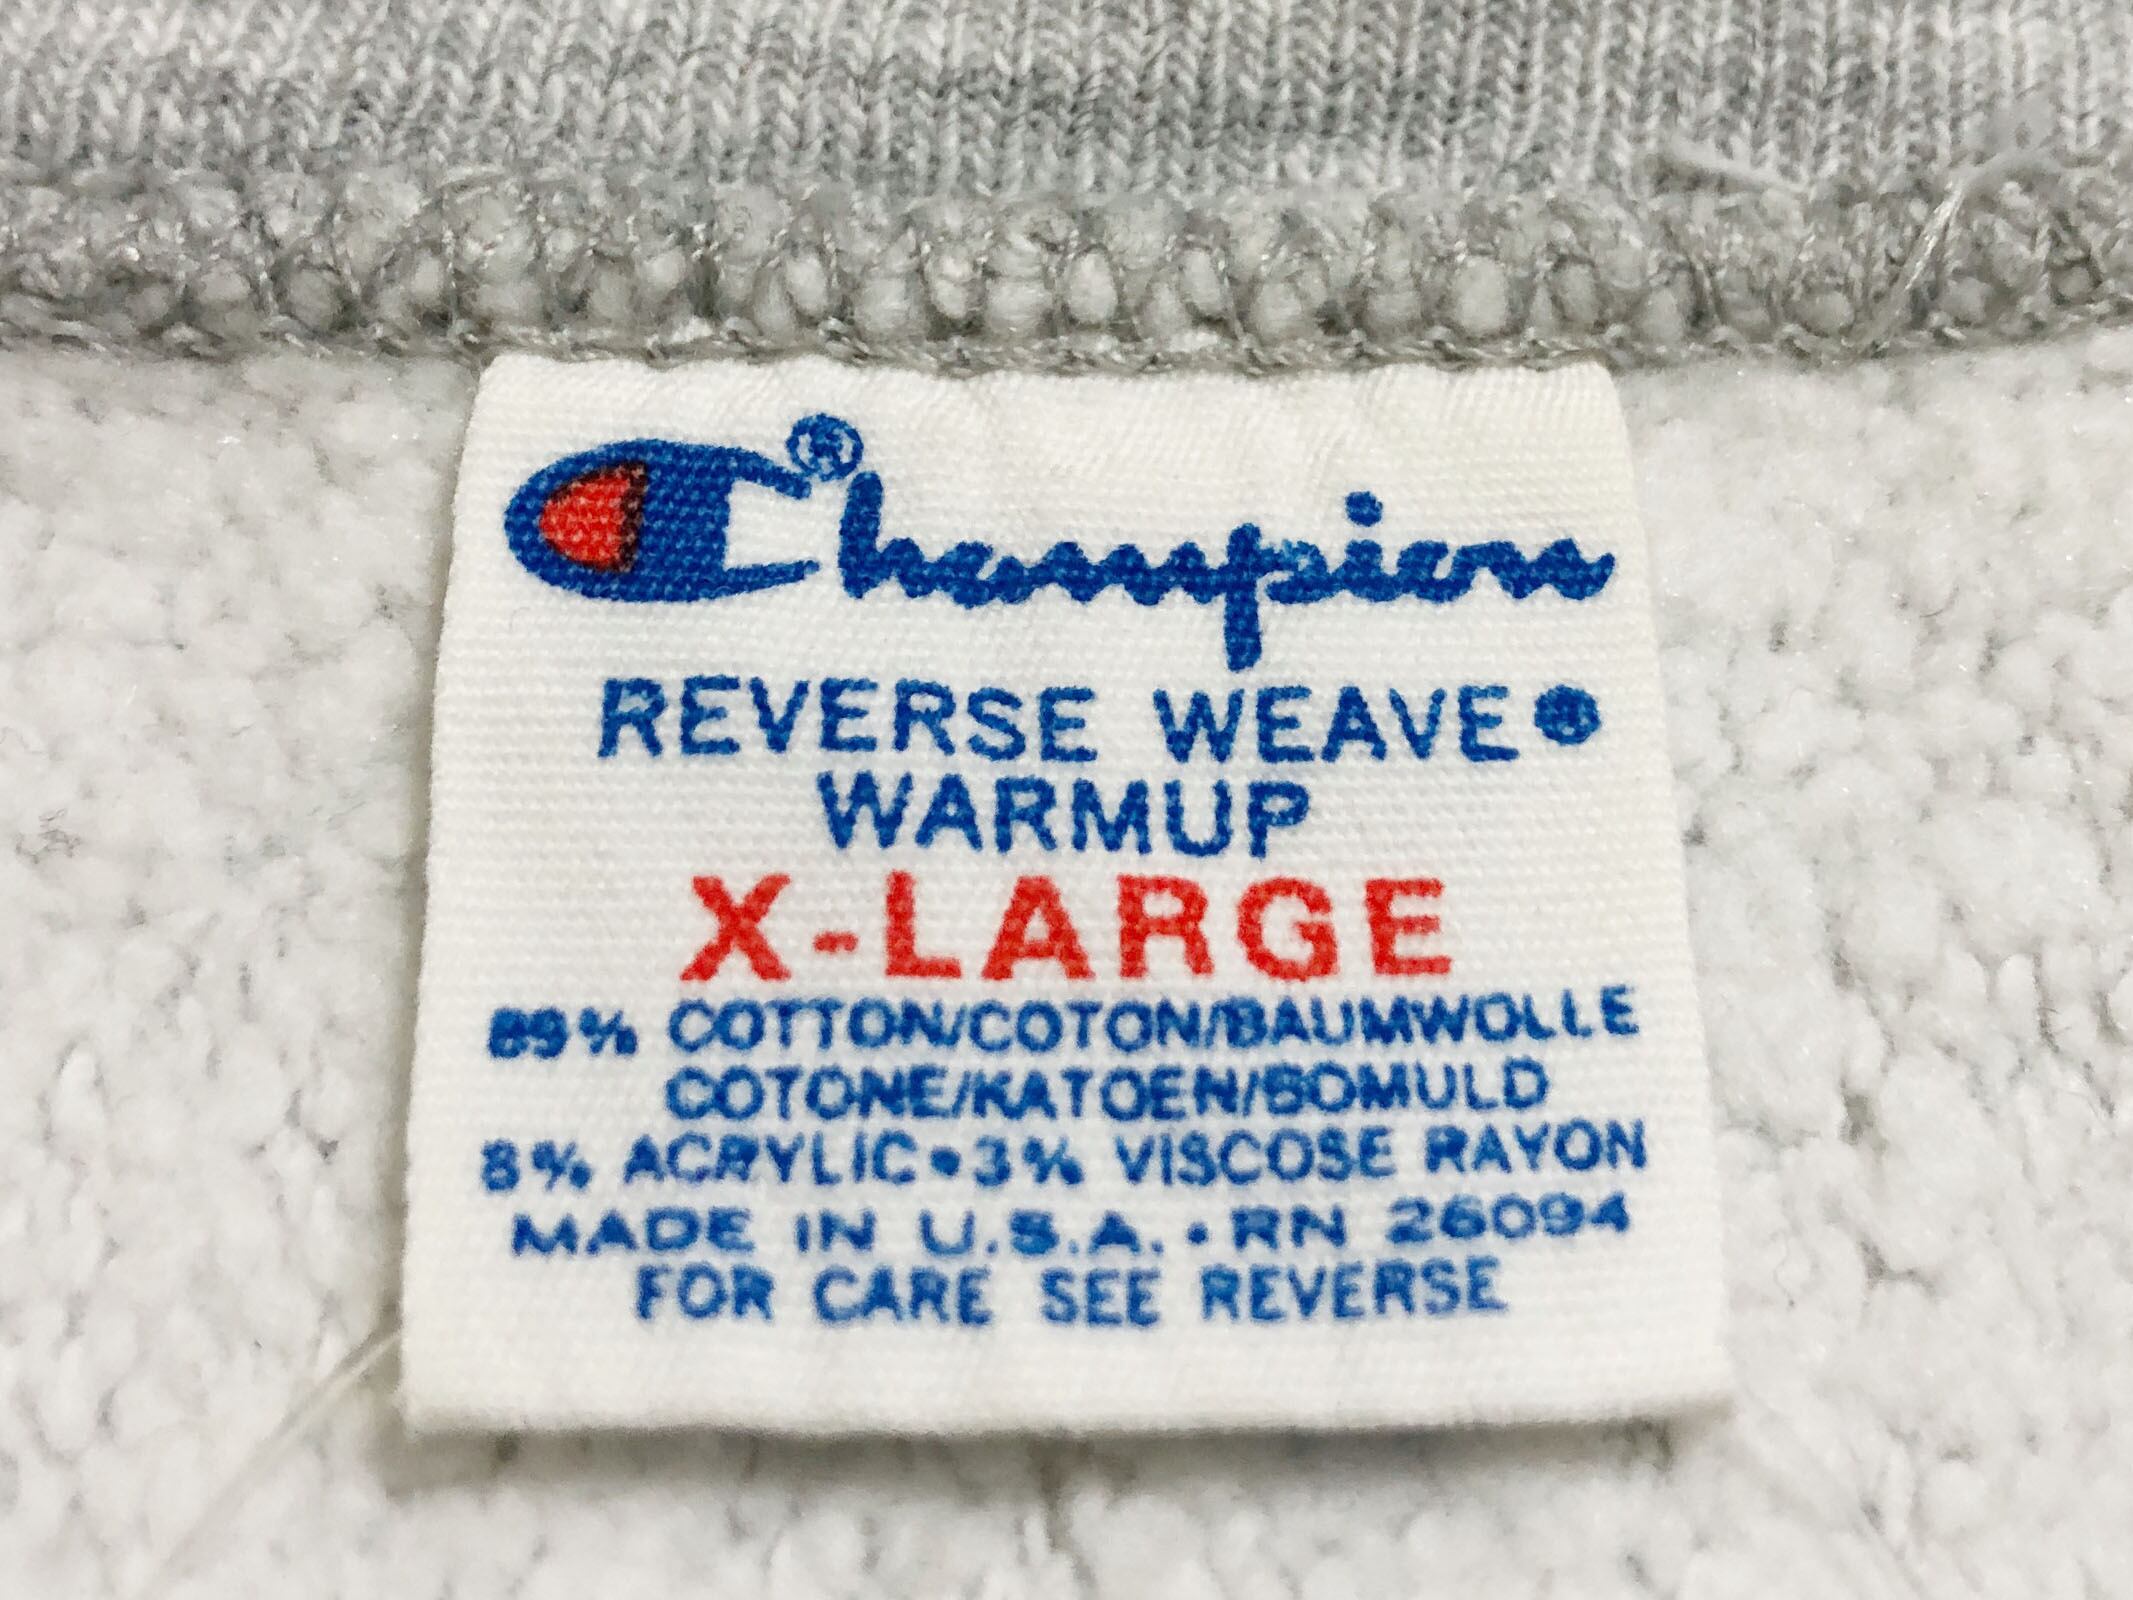 Champion®
REVERSE WEAVE®
WARMUP
X-LARGE
89% COTTON/COTON/BAUMWOLLE
COTONE/KATOEN/BOMULD
8% ACRYLIC•3% VISCOSE RAYON
MADE IN U.S.A. • RN 26094
FOR CARE SEE REVERSE